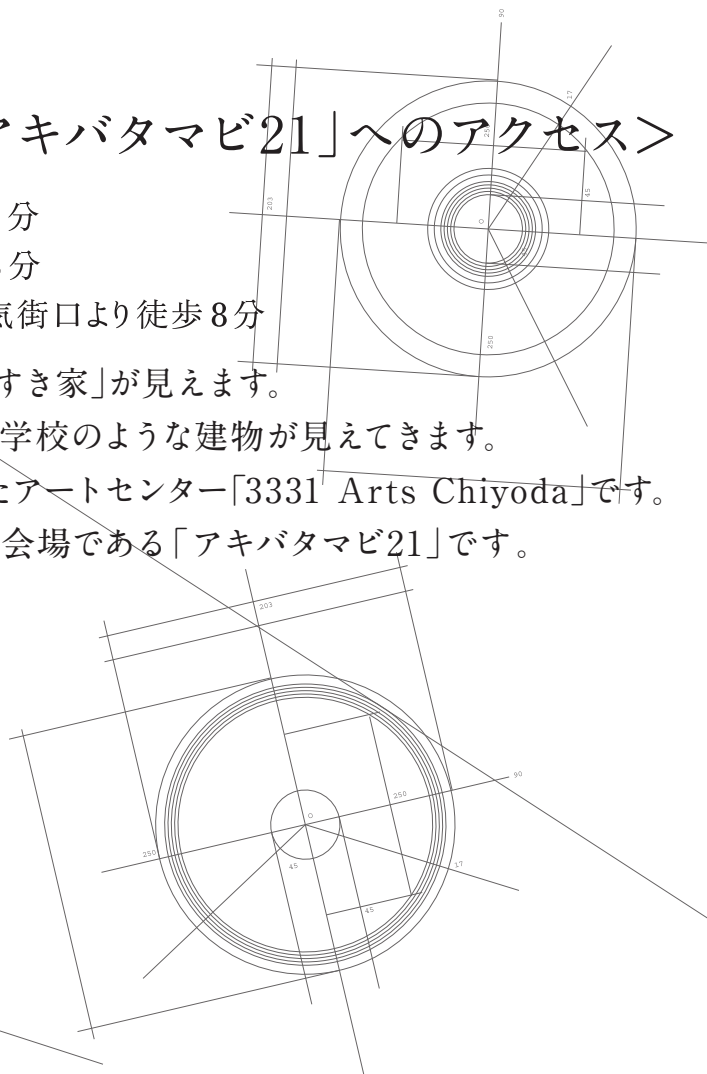 アキバタマビ21」へのアクセス＞
分
分
気街口より徒歩8分
すき家」が見えます。
学校のような建物が見えてきます。
たアートセンター「3331 Arts Chiyoda」です。
会場である「アキバタマビ21」です。
90
17
250
45
203
O
250
203
90
250
O
250
45
17
45